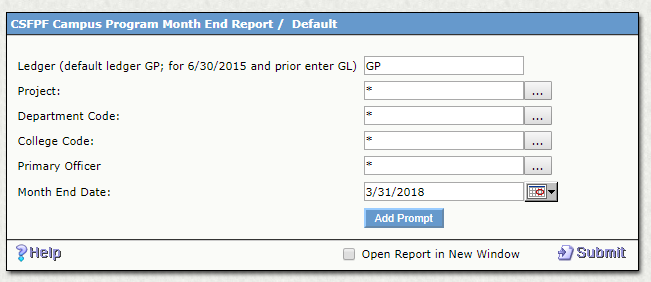 CSFPF Campus Program Month End Report / Default
Ledger (default ledger GP; for 6/30/2015 and prior enter GL) GP
Project: * ...
Department Code: * ...
College Code: * ...
Primary Officer * ...
Month End Date: 3/31/2018
Add Prompt
Help Open Report in New Window Submit